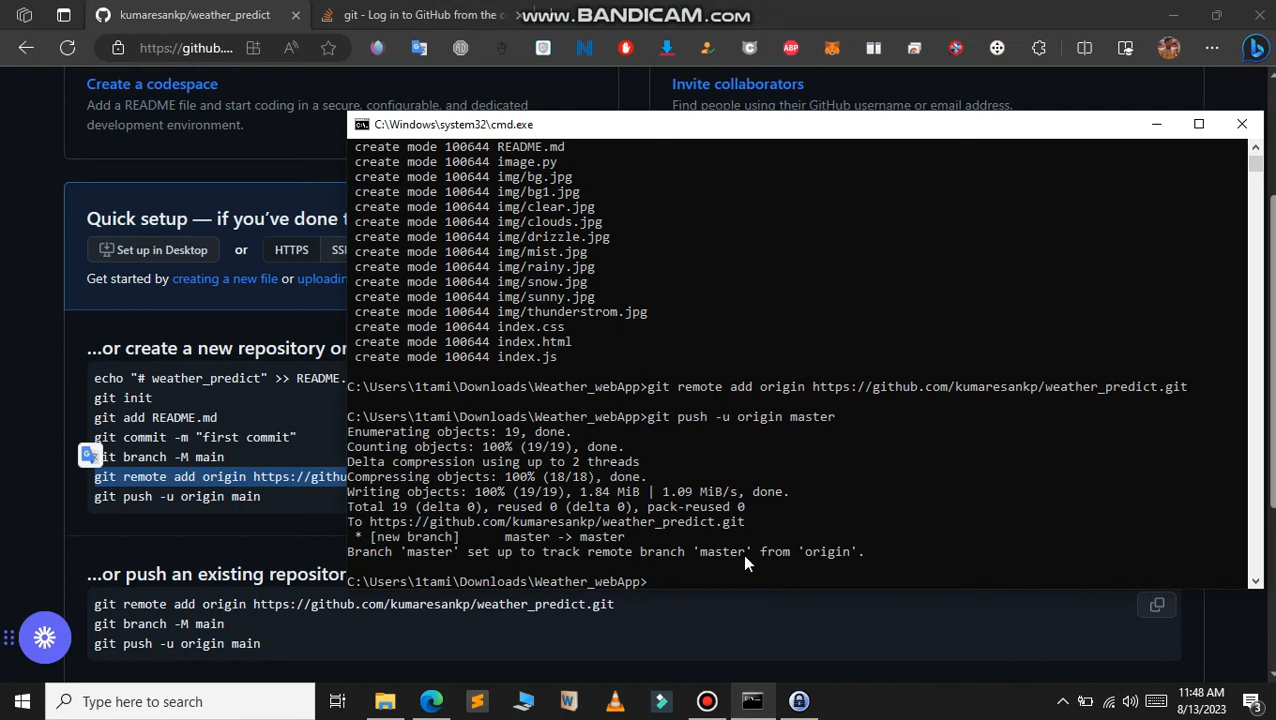 kumaresankp/weather_predict
git - Log in to GitHub from the c
www.BANDICAM.com
https://github....
ABP
Create a codespace
Add a README file and start coding in a secure, configurable, and dedicated
development environment.
Invite collaborators
Find people using their GitHub username or email address.
Quick setup — if you've done t
Set up in Desktop
or
HTTPS
SS
Get started by creating a new file or uploadin
...or create a new repository on
echo "# weather_predict" >> README.
git init
git add README.md
git commit -m "first commit"
git branch -M main
git remote add origin https://githu
git push -u origin main
...or push an existing repository
git remote add origin https://github.com/kumaresankp/weather_predict.git
git branch -M main
git push -u origin main
C:\Windows\system32\cmd.exe
create mode 100644 README.md
create mode 100644 image.py
create mode 100644 img/bg.jpg
create mode 100644 img/bg1.jpg
create mode 100644 img/clear.jpg
create mode 100644 img/clouds.jpg
create mode 100644 img/drizzle.jpg
create mode 100644 img/mist.jpg
create mode 100644 img/rainy.jpg
create mode 100644 img/snow.jpg
create mode 100644 img/sunny.jpg
create mode 100644 img/thunderstrom.jpg
create mode 100644 index.css
create mode 100644 index.html
create mode 100644 index.js
C:\Users\1tami\Downloads\Weather_webApp>git remote add origin https://github.com/kumaresankp/weather_predict.git
C:\Users\1tami\Downloads\Weather_webApp>git push -u origin master
Enumerating objects: 19, done.
Counting objects: 100% (19/19), done.
Delta compression using up to 2 threads
Compressing objects: 100% (18/18), done.
Writing objects: 100% (19/19), 1.84 MiB | 1.09 MiB/s, done.
Total 19 (delta 0), reused 0 (delta 0), pack-reused 0
To https://github.com/kumaresankp/weather_predict.git
* [new branch] master -> master
Branch 'master' set up to track remote branch 'master' from 'origin'.
C:\Users\1tami\Downloads\Weather_webApp>
Type here to search
11:48 AM
8/13/2023
3